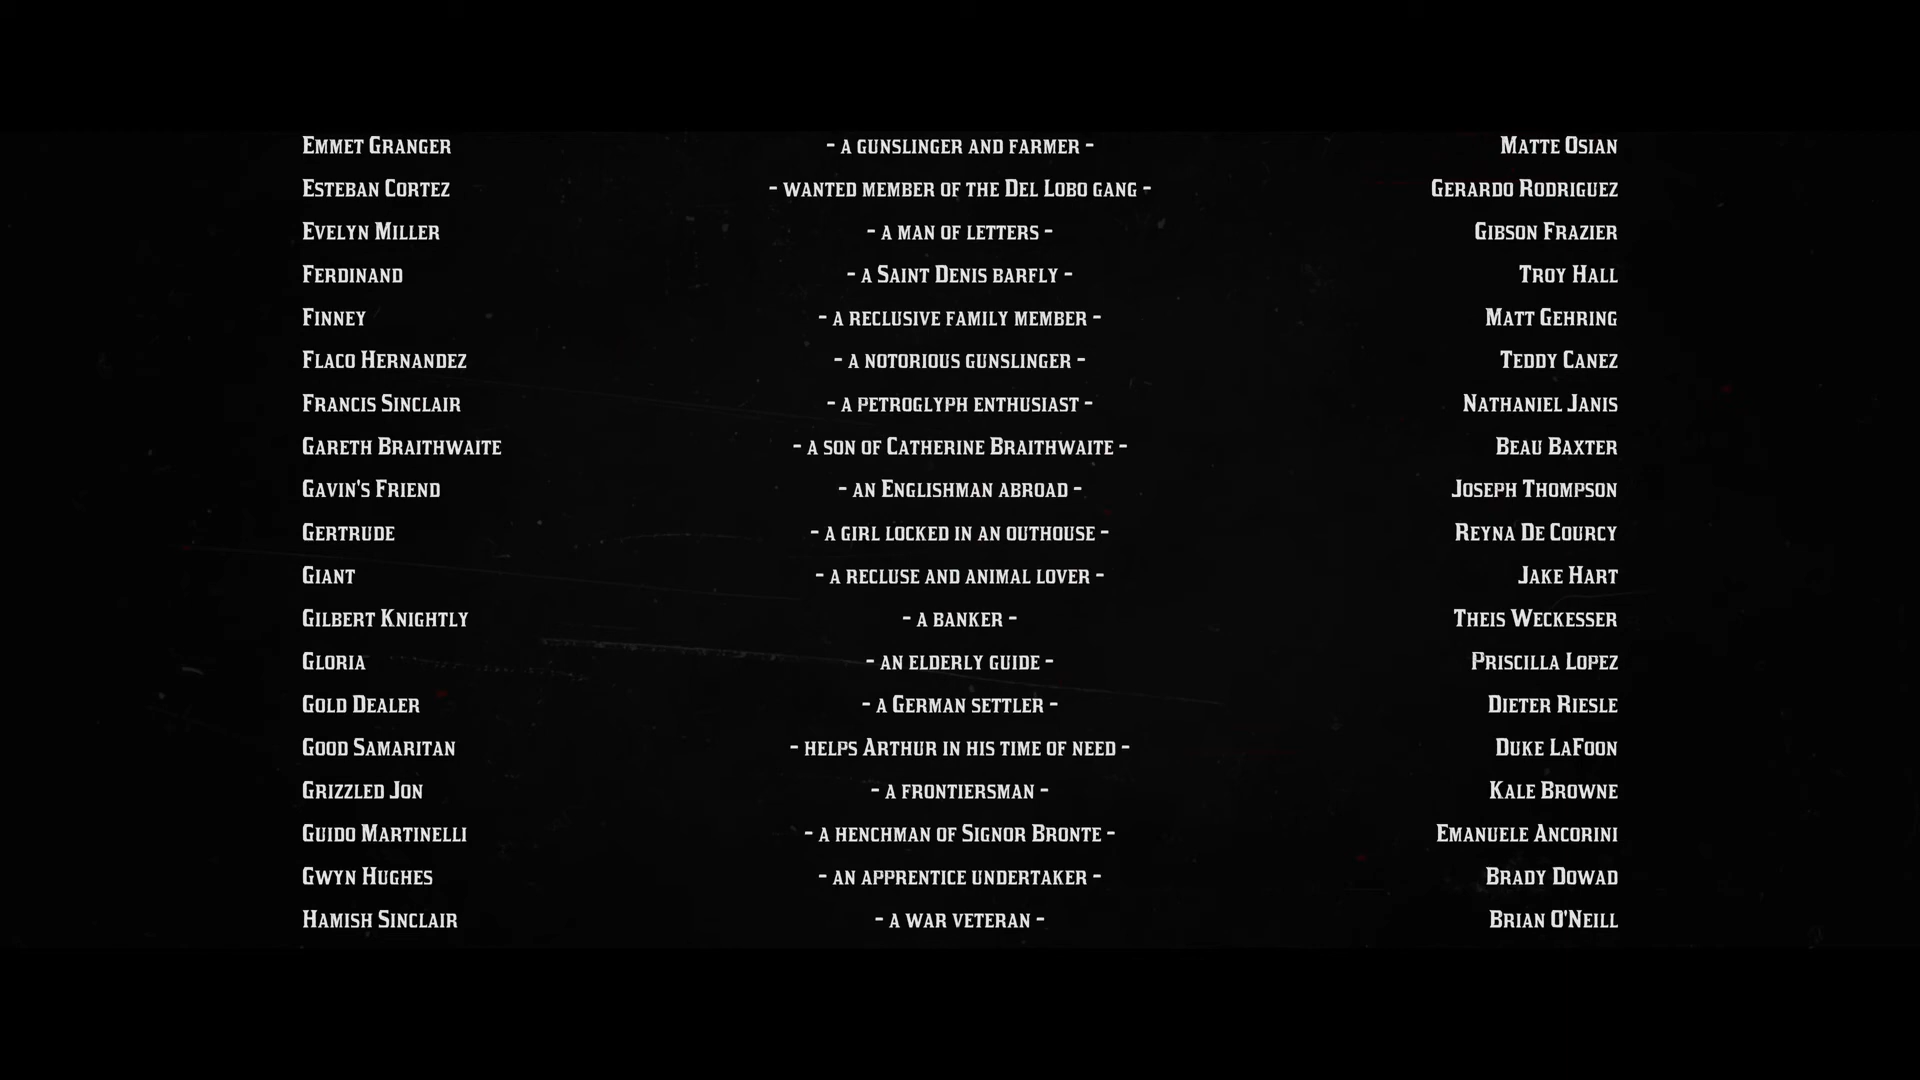 Emmet Granger - a gunslinger and farmer - Matte Osian
Esteban Cortez - wanted member of the Del Lobo gang - Gerardo Rodriguez
Evelyn Miller - a man of letters - Gibson Frazier
Ferdinand - a Saint Denis barfly - Troy Hall
Finney - a reclusive family member - Matt Gehring
Flaco Hernandez - a notorious gunslinger - Teddy Canez
Francis Sinclair - a petroglyph enthusiast - Nathaniel Janis
Gareth Braithwaite - a son of Catherine Braithwaite - Beau Baxter
Gavin's Friend - an Englishman abroad - Joseph Thompson
Gertrude - a girl locked in an outhouse - Reyna De Courcy
Giant - a recluse and animal lover - Jake Hart
Gilbert Knightly - a banker - Theis Weckesser
Gloria - an elderly guide - Priscilla Lopez
Gold Dealer - a German settler - Dieter Riesle
Good Samaritan - helps Arthur in his time of need - Duke LaFoon
Grizzled Jon - a frontiersman - Kale Browne
Guido Martinelli - a henchman of Signor Bronte - Emanuele Ancorini
Gwyn Hughes - an apprentice undertaker - Brady Dowad
Hamish Sinclair - a war veteran - Brian O'Neill